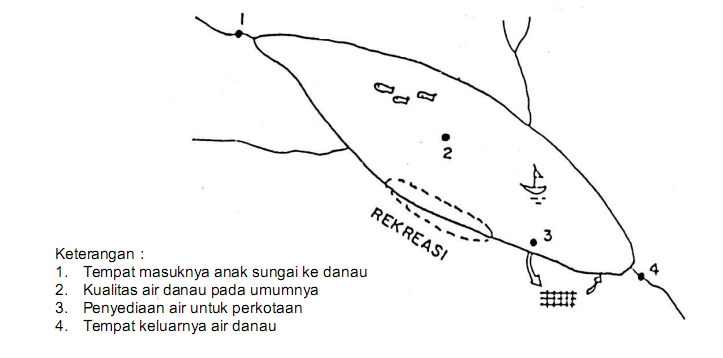 1
2
REKREASI
3
4
Keterangan :
1. Tempat masuknya anak sungai ke danau
2. Kualitas air danau pada umumnya
3. Penyediaan air untuk perkotaan
4. Tempat keluarnya air danau